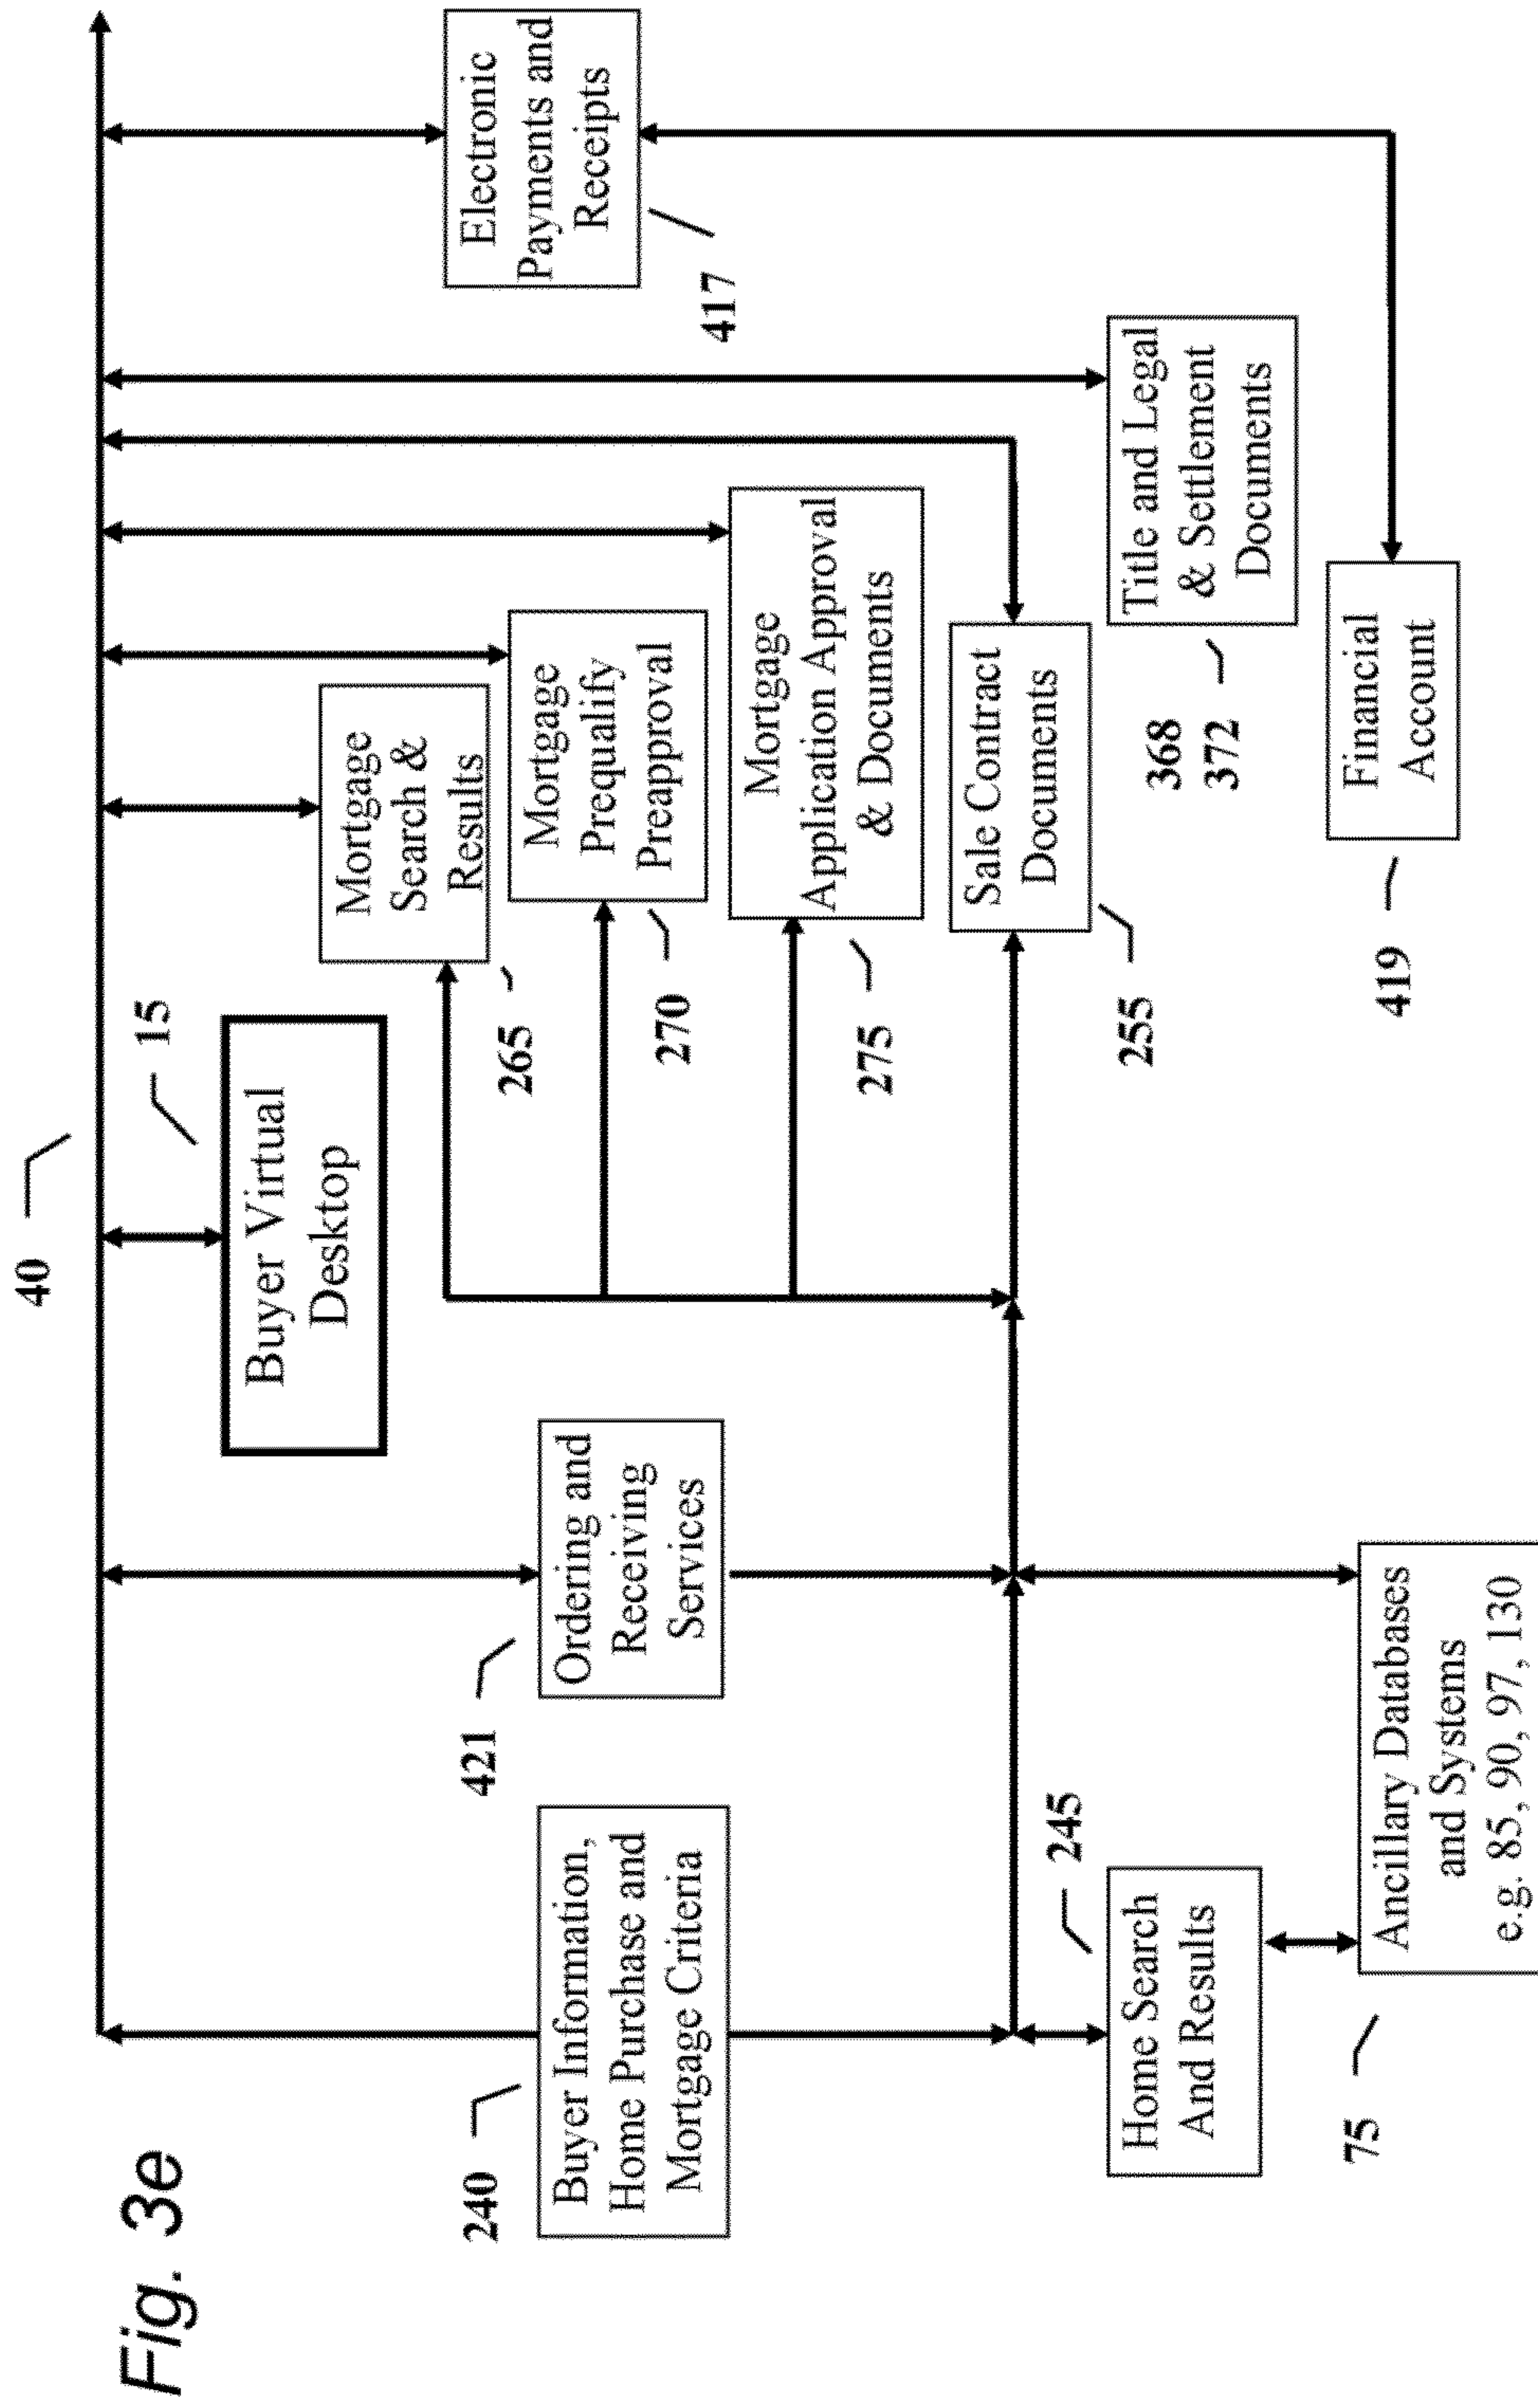 Fig. 3e
40
15
Buyer Virtual
Desktop
240
Buyer Information,
Home Purchase and
Mortgage Criteria
421
Ordering and
Receiving
Services
265
Mortgage
Search &
Results
270
Mortgage
Prequalify
Preapproval
275
Mortgage
Application Approval
& Documents
255
Sale Contract
Documents
368
372
Title and Legal
& Settlement
Documents
417
Electronic
Payments and
Receipts
419
Financial
Account
245
Home Search
And Results
75
Ancillary Databases
and Systems
e.g. 85, 90, 97, 130